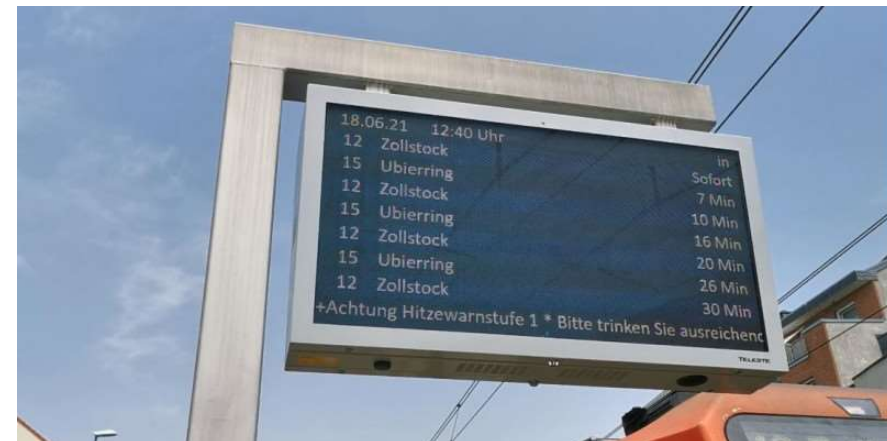 18.06.21 12:40 Uhr in
12 Zollstock Sofort
15 Ubierring 7 Min
12 Zollstock 10 Min
15 Ubierring 16 Min
12 Zollstock 20 Min
15 Ubierring 26 Min
12 Zollstock 30 Min
+Achtung Hitzewarnstufe 1 * Bitte trinken Sie ausreichend
TELESTE